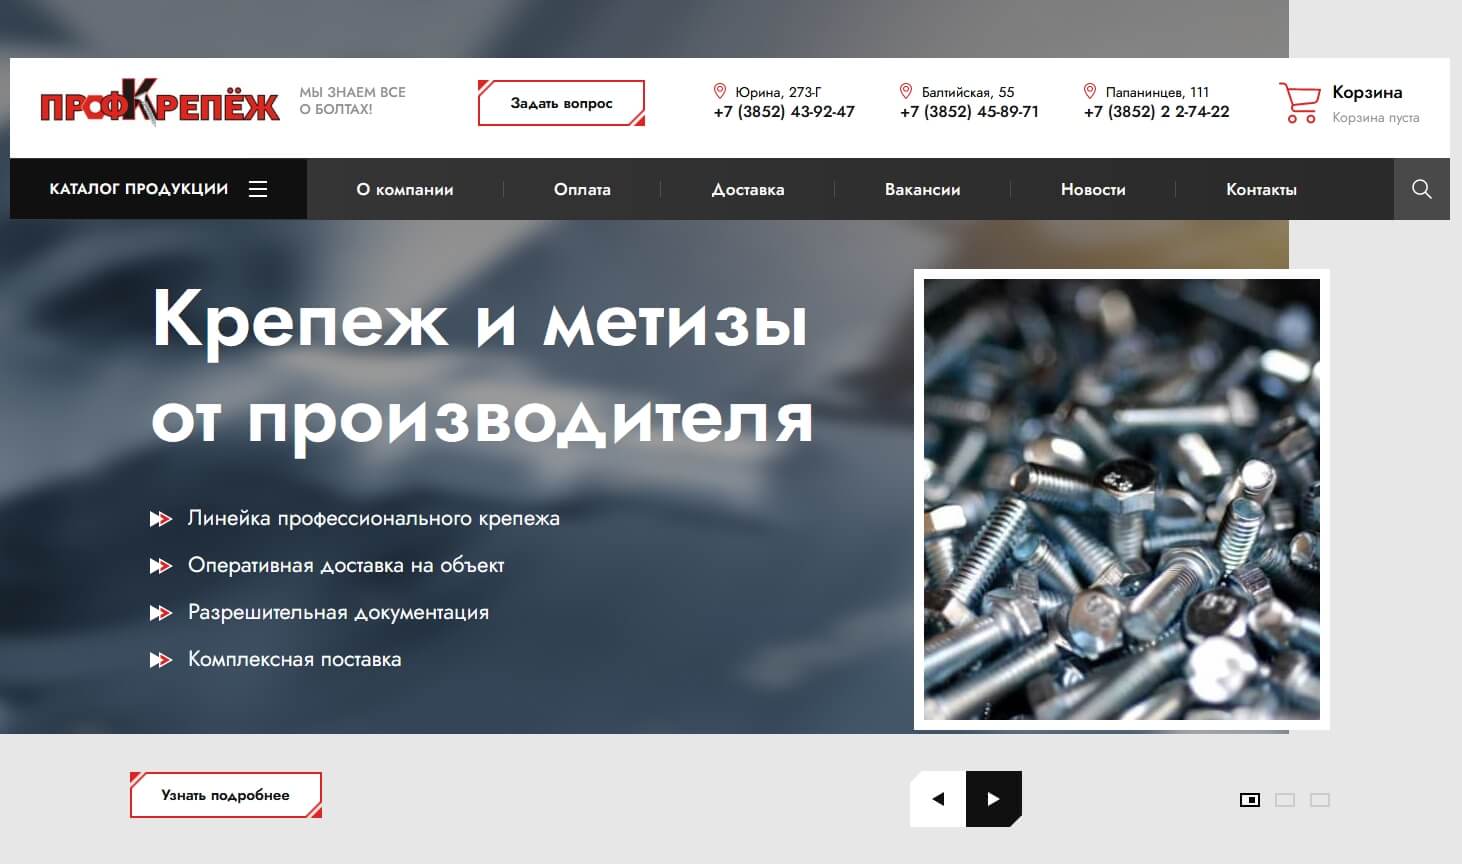 ПРОФКРЕПЁЖ
МЫ ЗНАЕМ ВСЕ
О БОЛТАХ!
Задать вопрос
Юрина, 273-Г
+7 (3852) 43-92-47
Балтийская, 55
+7 (3852) 45-89-71
Папанинцев, 111
+7 (3852) 2 2-74-22
Корзина
Корзина пуста
КАТАЛОГ ПРОДУКЦИИ
О компании
Оплата
Доставка
Вакансии
Новости
Контакты
Крепеж и метизы
от производителя
Линейка профессионального крепежа
Оперативная доставка на объект
Разрешительная документация
Комплексная поставка
Узнать подробнее